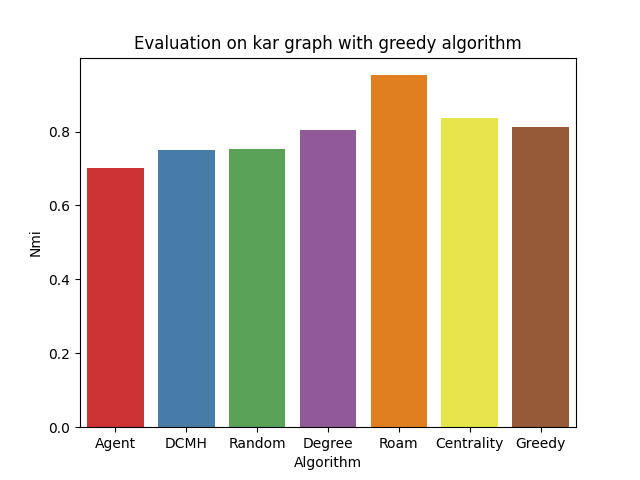 Evaluation on kar graph with greedy algorithm
Nmi
0.8
0.6
0.4
0.2
0.0
Agent DCMH Random Degree Roam Centrality Greedy
Algorithm